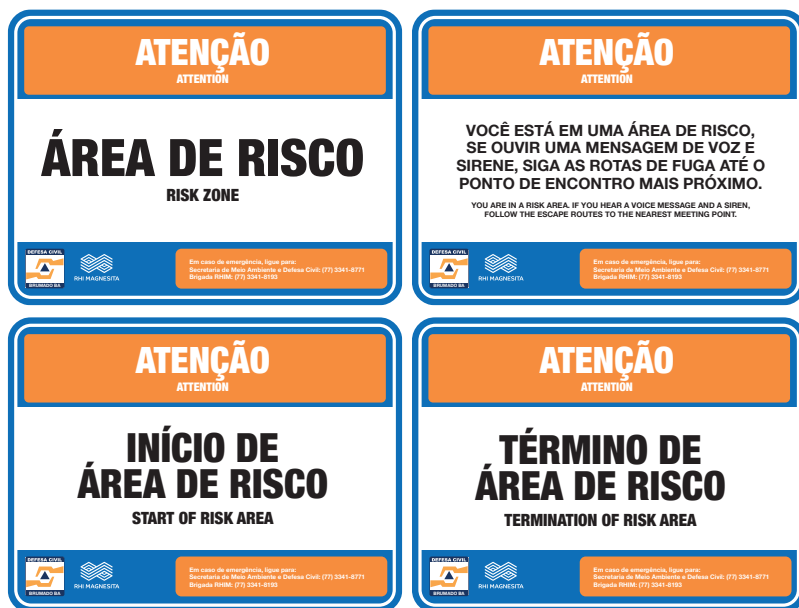 ATENÇÃO
ATTENTION
ÁREA DE RISCO
RISK ZONE
DEFESA CIVIL
BRUMADO BA
RHI MAGNESITA
Em caso de emergência, ligue para:
Secretaria de Meio Ambiente e Defesa Civil: (77) 3341-8771
Brigada RHIM: (77) 3341-8193
ATENÇÃO
ATTENTION
VOCÊ ESTÁ EM UMA ÁREA DE RISCO,
SE OUVIR UMA MENSAGEM DE VOZ E
SIRENE, SIGA AS ROTAS DE FUGA ATÉ O
PONTO DE ENCONTRO MAIS PRÓXIMO.
YOU ARE IN A RISK AREA. IF YOU HEAR A VOICE MESSAGE AND A SIREN,
FOLLOW THE ESCAPE ROUTES TO THE NEAREST MEETING POINT.
DEFESA CIVIL
BRUMADO BA
RHI MAGNESITA
Em caso de emergência, ligue para:
Secretaria de Meio Ambiente e Defesa Civil: (77) 3341-8771
Brigada RHIM: (77) 3341-8193
ATENÇÃO
ATTENTION
INÍCIO DE
ÁREA DE RISCO
START OF RISK AREA
DEFESA CIVIL
BRUMADO BA
RHI MAGNESITA
Em caso de emergência, ligue para:
Secretaria de Meio Ambiente e Defesa Civil: (77) 3341-8771
Brigada RHIM: (77) 3341-8193
ATENÇÃO
ATTENTION
TÉRMINO DE
ÁREA DE RISCO
TERMINATION OF RISK AREA
DEFESA CIVIL
BRUMADO BA
RHI MAGNESITA
Em caso de emergência, ligue para:
Secretaria de Meio Ambiente e Defesa Civil: (77) 3341-8771
Brigada RHIM: (77) 3341-8193